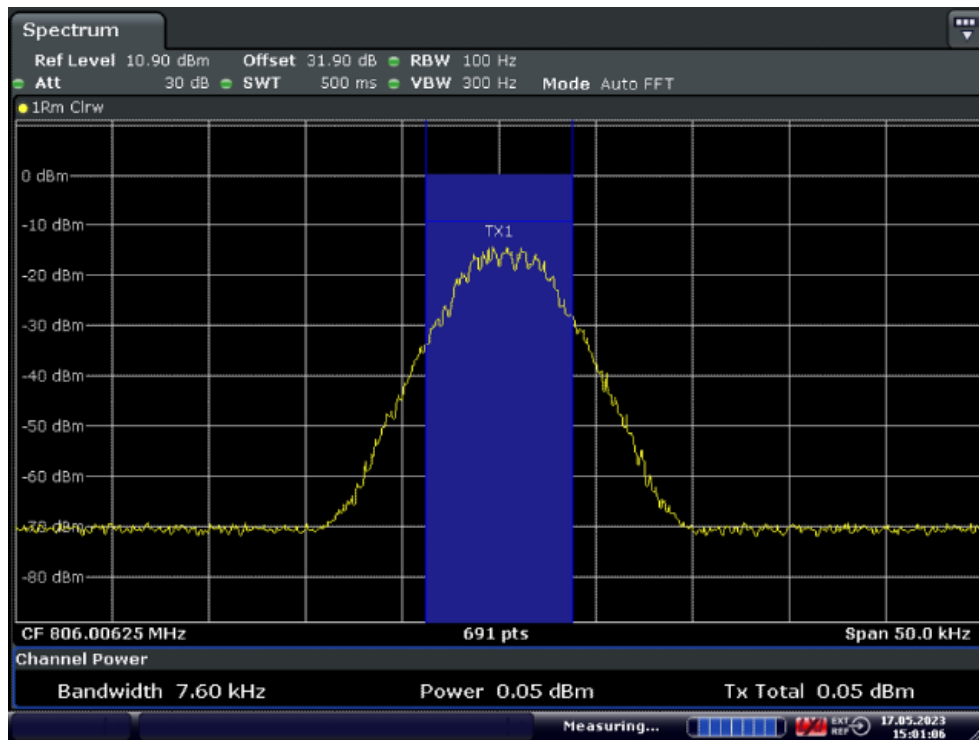 Spectrum
Ref Level 10.90 dBm Offset 31.90 dB RBW 100 Hz
Att 30 dB SWT 500 ms VBW 300 Hz Mode Auto FFT
1Rm Clrw
0 dBm
-10 dBm
TX1
-20 dBm
-30 dBm
-40 dBm
-50 dBm
-60 dBm
-70 dBm
-80 dBm
CF 806.00625 MHz 691 pts Span 50.0 kHz
Channel Power
Bandwidth 7.60 kHz Power 0.05 dBm Tx Total 0.05 dBm
Measuring... EXT REF 17.05.2023
15:01:06